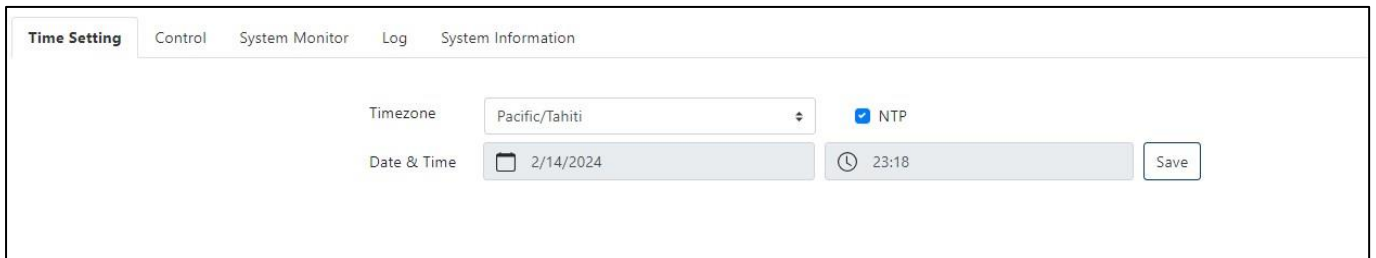 Time Setting Control System Monitor Log System Information
Timezone Pacific/Tahiti NTP
Date & Time 2/14/2024 23:18 Save